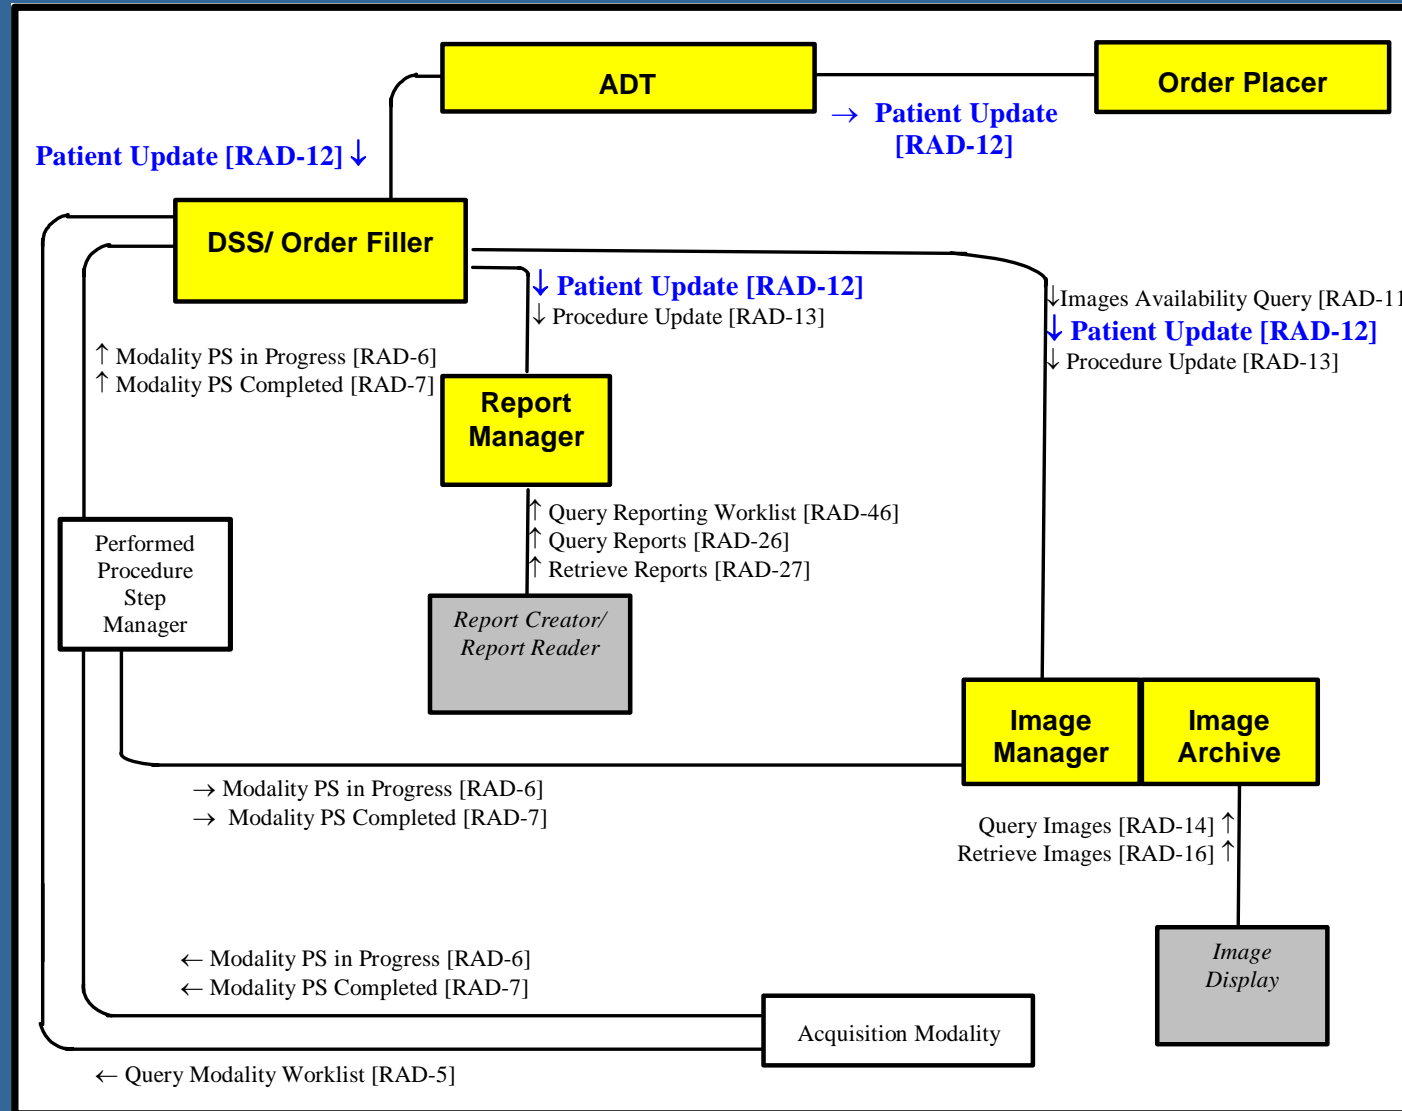 ADT
Order Placer
→ Patient Update
[RAD-12]
Patient Update [RAD-12] ↓
DSS/ Order Filler
↓ Patient Update [RAD-12]
↓ Procedure Update [RAD-13]
↓Images Availability Query [RAD-11
↓ Patient Update [RAD-12]
↓ Procedure Update [RAD-13]
↑ Modality PS in Progress [RAD-6]
↑ Modality PS Completed [RAD-7]
Report
Manager
↑ Query Reporting Worklist [RAD-46]
↑ Query Reports [RAD-26]
↑ Retrieve Reports [RAD-27]
Performed
Procedure
Step
Manager
Report Creator/
Report Reader
Image
Manager
Image
Archive
→ Modality PS in Progress [RAD-6]
→ Modality PS Completed [RAD-7]
Query Images [RAD-14] ↑
Retrieve Images [RAD-16] ↑
Image
Display
← Modality PS in Progress [RAD-6]
← Modality PS Completed [RAD-7]
Acquisition Modality
← Query Modality Worklist [RAD-5]